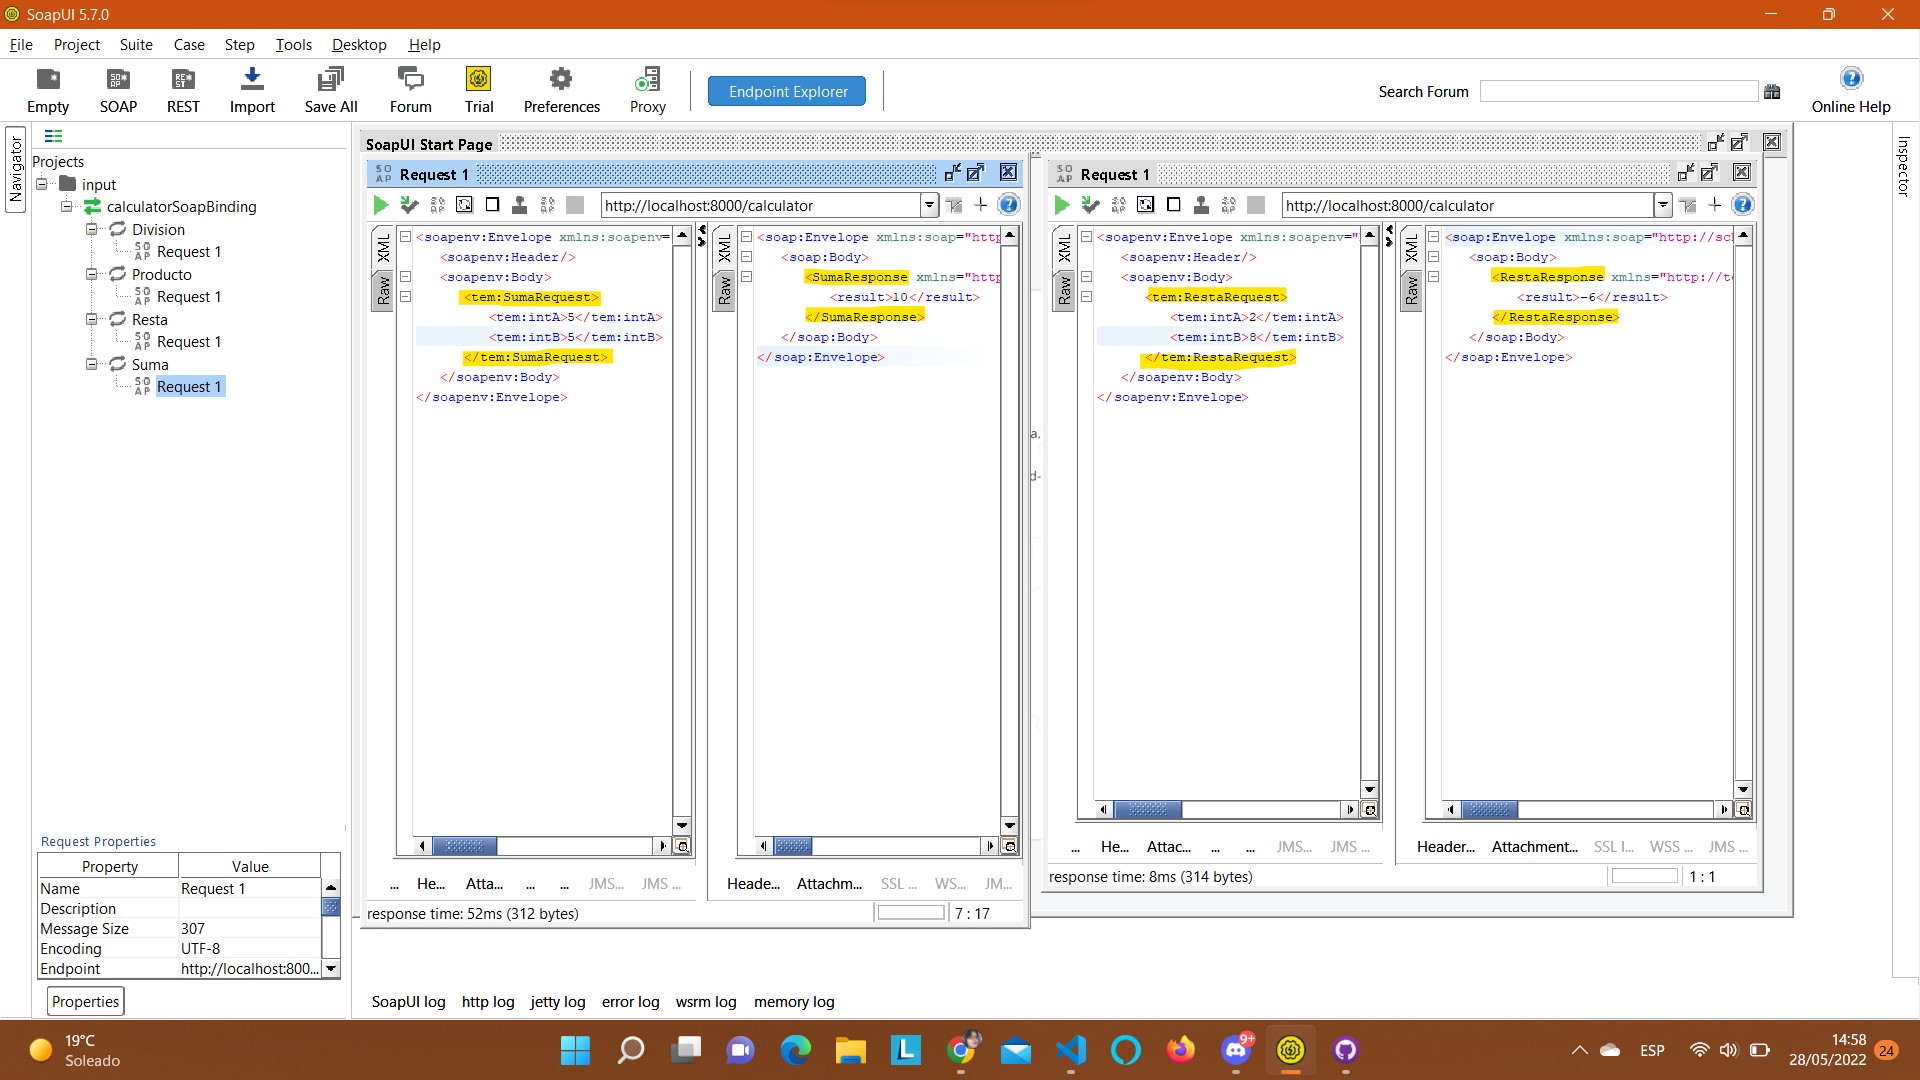 SoapUI 5.7.0
File Project Suite Case Step Tools Desktop Help
Empty SOAP REST Import Save All Forum Trial Preferences Proxy Endpoint Explorer Search Forum Online Help
Navigator
Projects
input
calculatorSoapBinding
Division
Request 1
Producto
Request 1
Resta
Request 1
Suma
Request 1
Request Properties
Property Value
Name Request 1
Description
Message Size 307
Encoding UTF-8
Endpoint http://localhost:800...
Properties
SoapUI Start Page
Request 1
http://localhost:8000/calculator
XML
Raw
<soapenv:Envelope xmlns:soapenv=
<soapenv:Header/>
<soapenv:Body>
<tem:SumaRequest>
<tem:intA>5</tem:intA>
<tem:intB>5</tem:intB>
</tem:SumaRequest>
</soapenv:Body>
</soapenv:Envelope>
XML
Raw
<soap:Envelope xmlns:soap="http
<soap:Body>
<SumaResponse xmlns="http
<result>10</result>
</SumaResponse>
</soap:Body>
</soap:Envelope>
... He... Atta... ... ... JMS... JMS ...
Heade... Attachm... SSL ... WS... JM...
response time: 52ms (312 bytes) 7 : 17
a.
d-
Request 1
http://localhost:8000/calculator
XML
Raw
<soapenv:Envelope xmlns:soapenv="
<soapenv:Header/>
<soapenv:Body>
<tem:RestaRequest>
<tem:intA>2</tem:intA>
<tem:intB>8</tem:intB>
</tem:RestaRequest>
</soapenv:Body>
</soapenv:Envelope>
XML
Raw
<soap:Envelope xmlns:soap="http://sc
<soap:Body>
<RestaResponse xmlns="http://t
<result>-6</result>
</RestaResponse>
</soap:Body>
</soap:Envelope>
... He... Attac... ... ... JMS... JMS ...
Header... Attachment... SSL I... WSS ... JMS ...
response time: 8ms (314 bytes) 1 : 1
Inspector
SoapUI log http log jetty log error log wsrm log memory log
19°C
Soleado
9+
ESP
14:58
28/05/2022
24